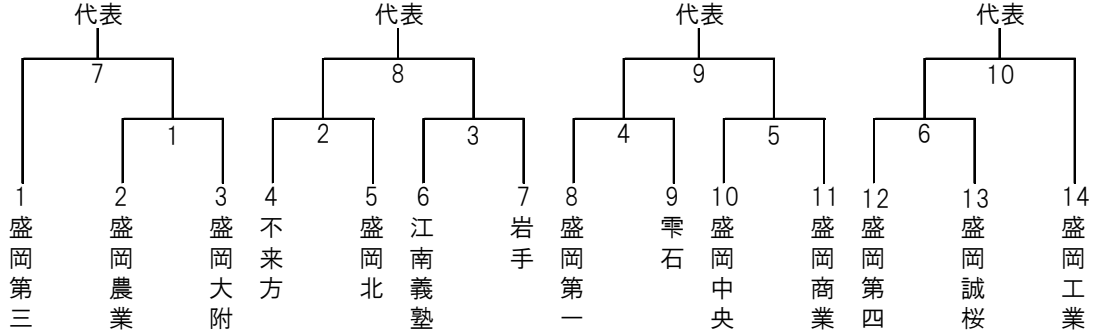 代表 代表 代表 代表
7 8 9 10
1 2 3 4 5 6
1 2 3 4 5 6 7 8 9 10 11 12 13 14
盛岡第三
盛岡農業
盛岡大附
不来方
盛岡北
江南義塾
岩手
盛岡第一
雫石
盛岡中央
盛岡商業
盛岡第四
盛岡誠桜
盛岡工業